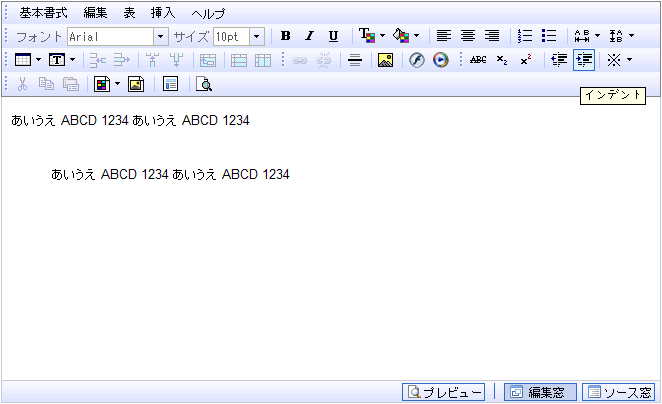 基本書式 編集 表 挿入 ヘルプ
フォント Arial サイズ 10pt B I U
ABC x₂ x²
インデント
あいうえ ABCD 1234 あいうえ ABCD 1234
あいうえ ABCD 1234 あいうえ ABCD 1234
プレビュー 編集窓 ソース窓